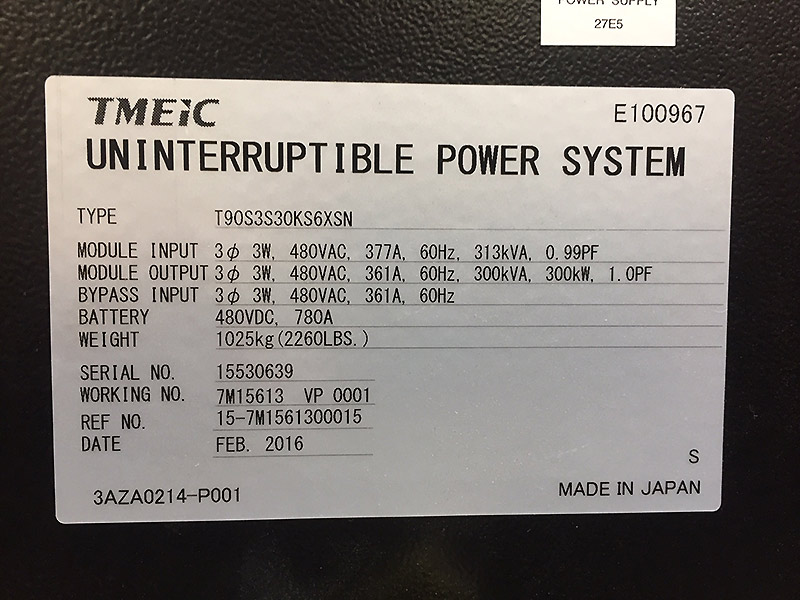 POWER SUPPLY
27E5
TMEiC
E100967
UNINTERRUPTIBLE POWER SYSTEM
TYPE T90S3S30KS6XSN
MODULE INPUT 3φ 3W, 480VAC, 377A, 60Hz, 313kVA, 0.99PF
MODULE OUTPUT 3φ 3W, 480VAC, 361A, 60Hz, 300kVA, 300kW, 1.0PF
BYPASS INPUT 3φ 3W, 480VAC, 361A, 60Hz
BATTERY 480VDC, 780A
WEIGHT 1025kg(2260LBS.)
SERIAL NO. 15530639
WORKING NO. 7M15613 VP 0001
REF NO. 15-7M1561300015
DATE FEB. 2016
S
3AZA0214-P001 MADE IN JAPAN